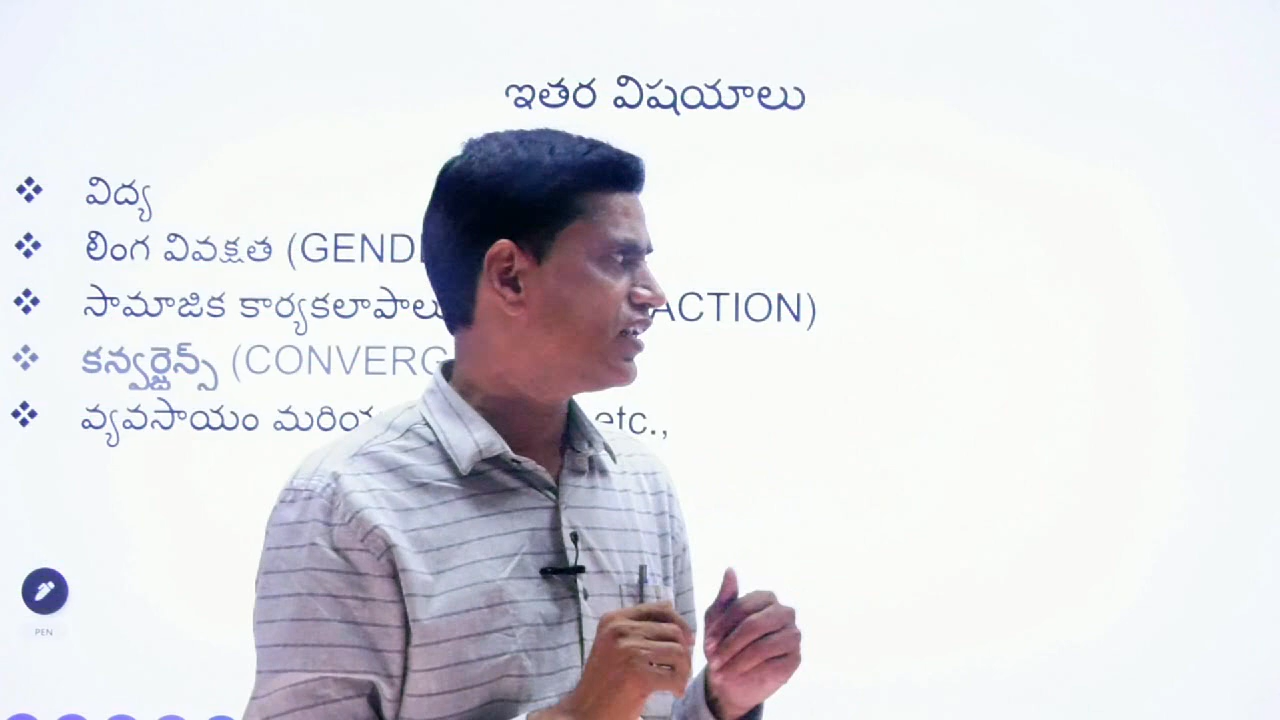 ఇతర విషయాలు
❖ విద్య
❖ లింగ వివక్షత (GEND
❖ సామాజిక కార్యకలాపాలు ACTION)
❖ కన్వర్జెన్స్ (CONVERG
❖ వ్యవసాయం etc.,
PEN